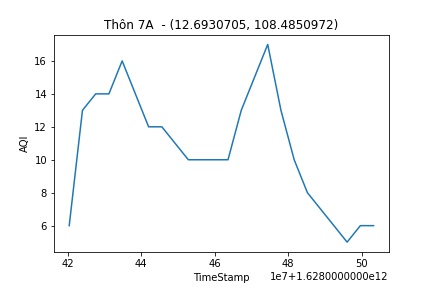 Thôn 7A - (12.6930705, 108.4850972)
16
14
12
10
8
6
AQI
42 44 46 48 50
TimeStamp
1e7+1.6280000000e12